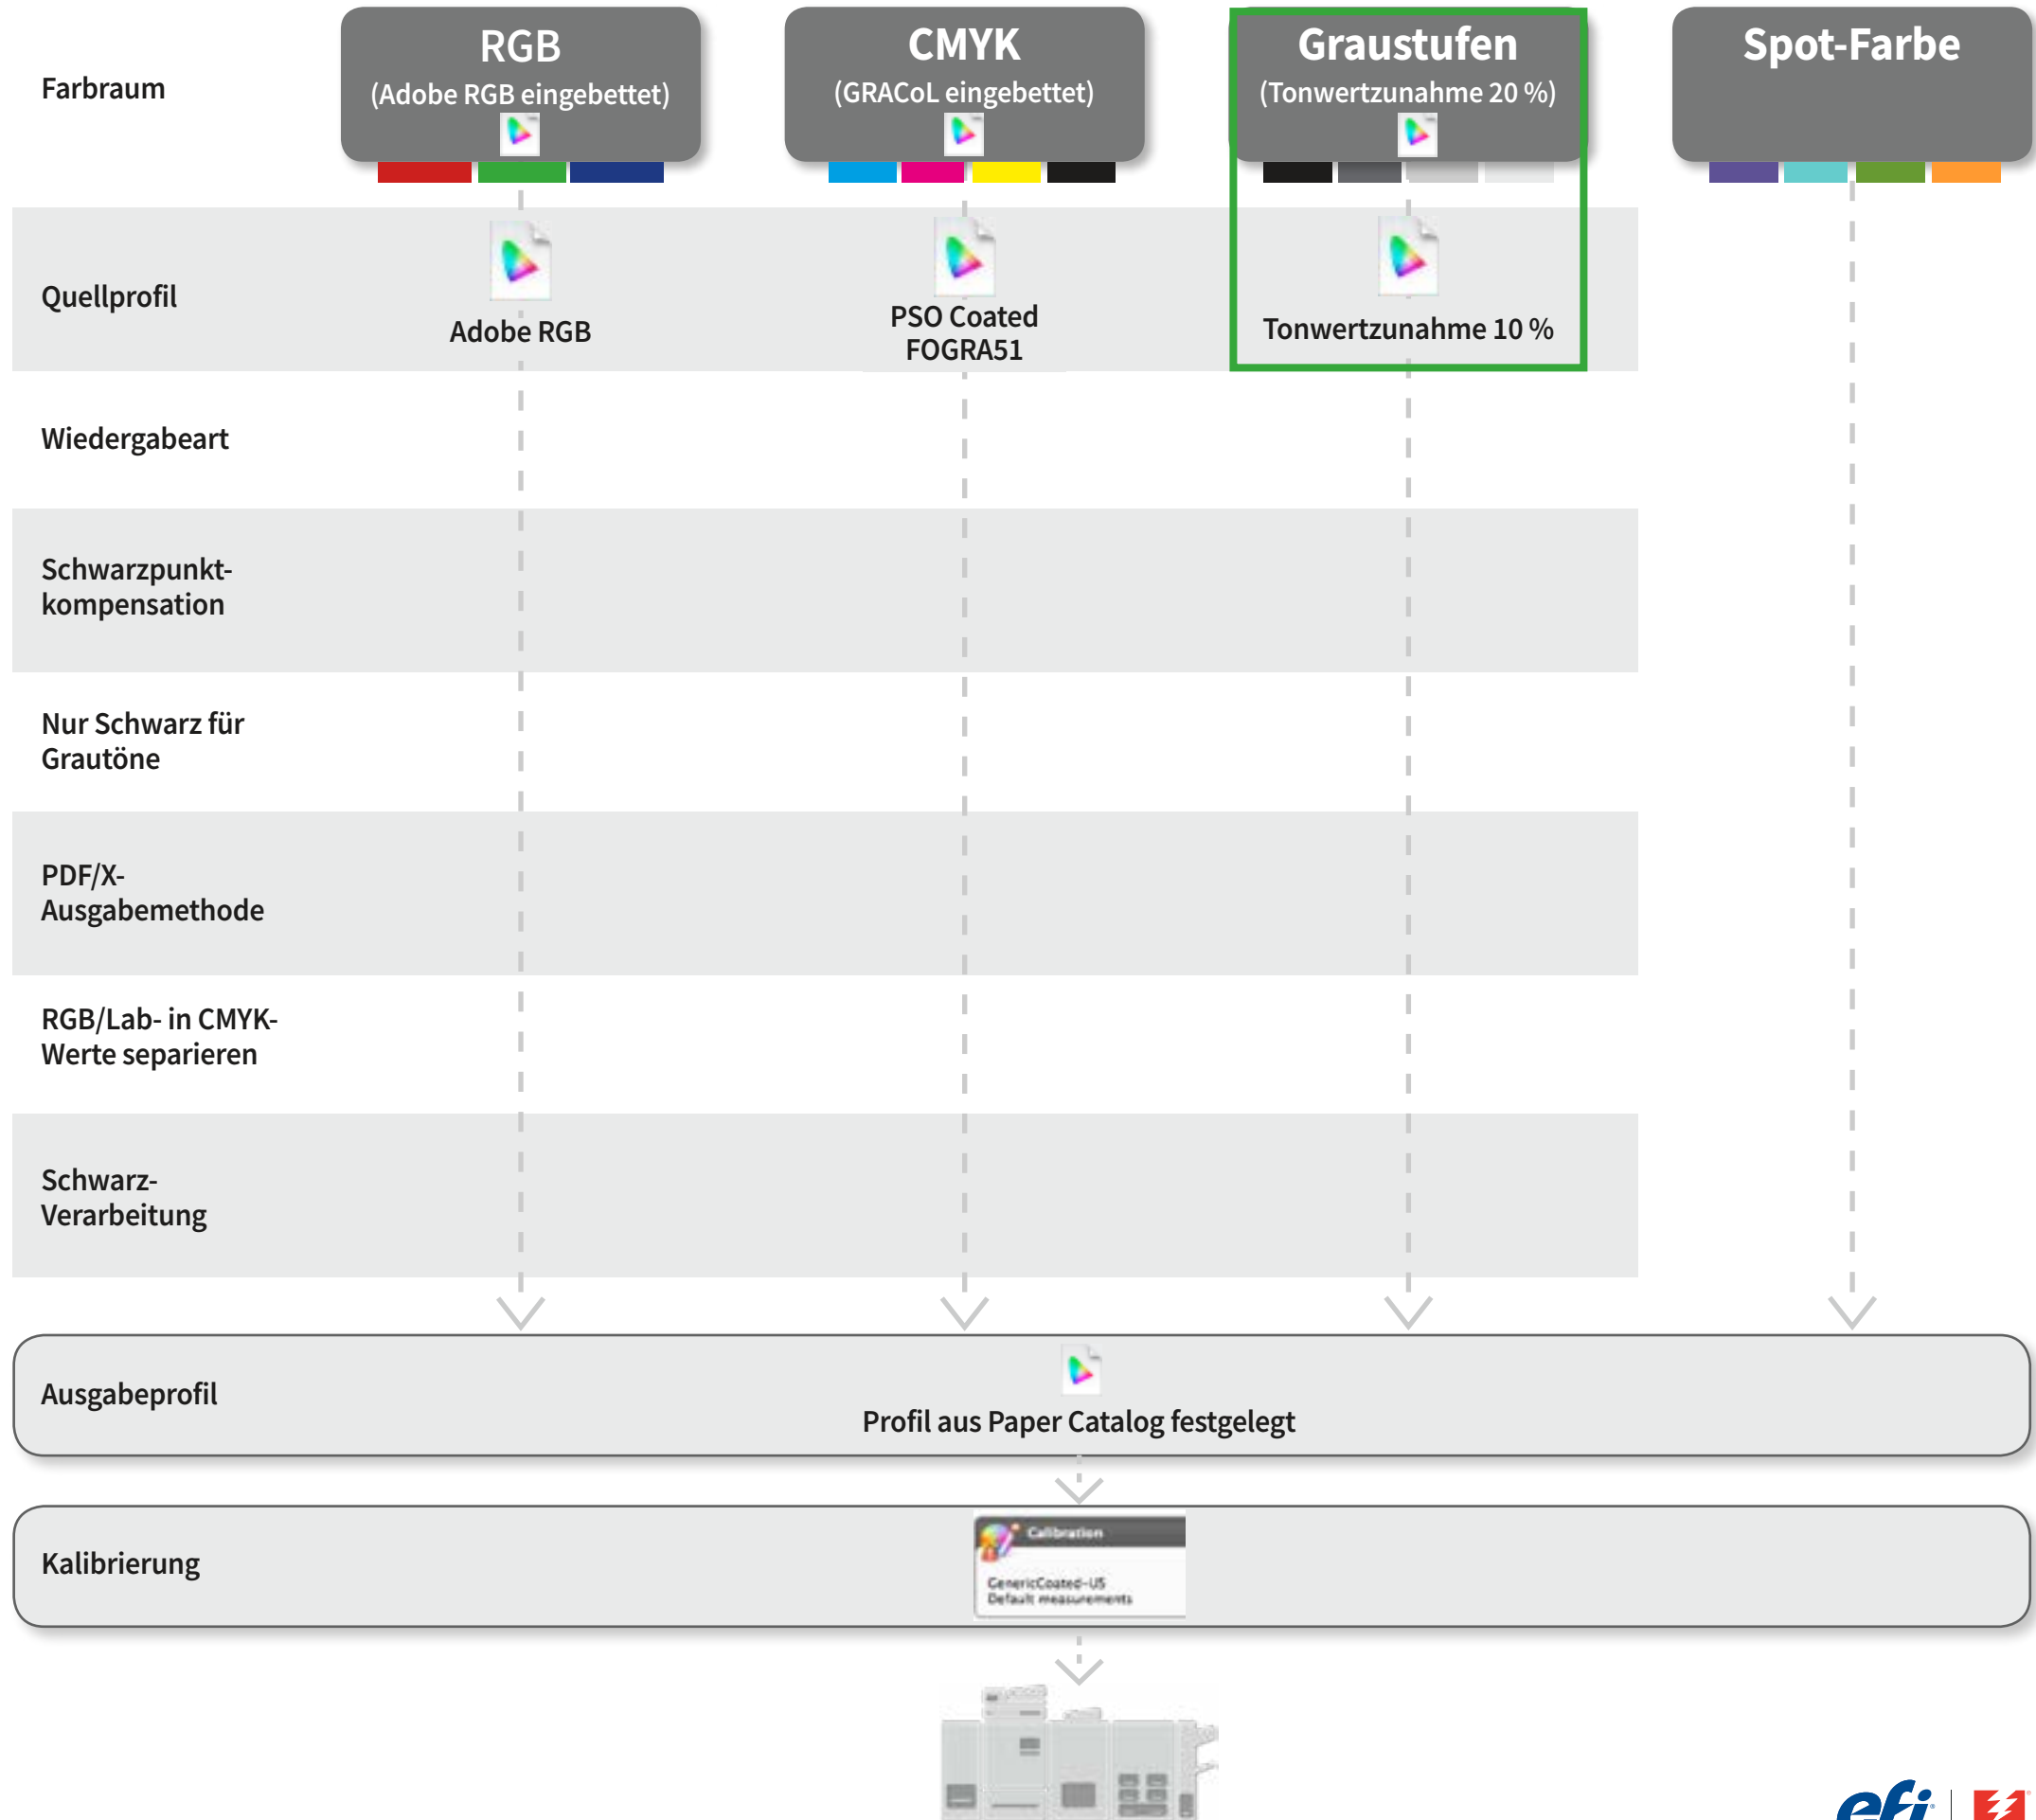 RGB
(Adobe RGB eingebettet)
CMYK
(GRACoL eingebettet)
Graustufen
(Tonwertzunahme 20 %)
Spot-Farbe
Farbraum
Quellprofil
Adobe RGB
PSO Coated
FOGRA51
Tonwertzunahme 10 %
Wiedergabeart
Schwarzpunkt-
kompensation
Nur Schwarz für
Grautöne
PDF/X-
Ausgabemethode
RGB/Lab- in CMYK-
Werte separieren
Schwarz-
Verarbeitung
Ausgabeprofil
Profil aus Paper Catalog festgelegt
Kalibrierung
Calibration
GenericCoated-US
Default measurements
efi